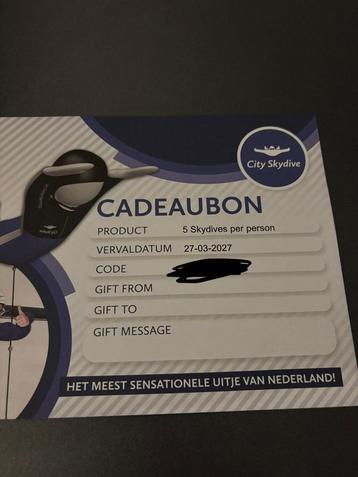 City Skydive
CADEAUBON
PRODUCT 5 Skydives per person
VERVALDATUM 27-03-2027
CODE
GIFT FROM
GIFT TO
GIFT MESSAGE
HET MEEST SENSATIONELE UITJE VAN NEDERLAND!